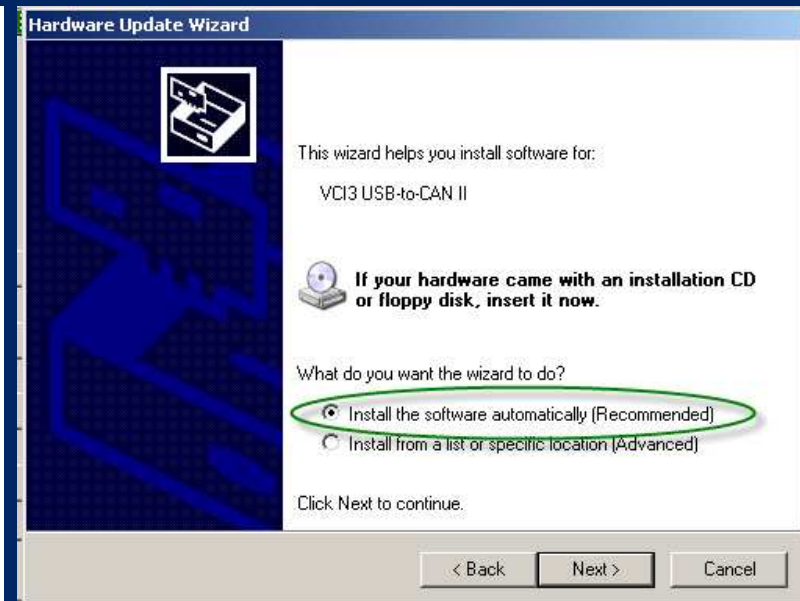 Hardware Update Wizard
This wizard helps you install software for:
VCI3 USB-to-CAN II
If your hardware came with an installation CD
or floppy disk, insert it now.
What do you want the wizard to do?
Install the software automatically (Recommended)
Install from a list or specific location (Advanced)
Click Next to continue.
< Back
Next >
Cancel